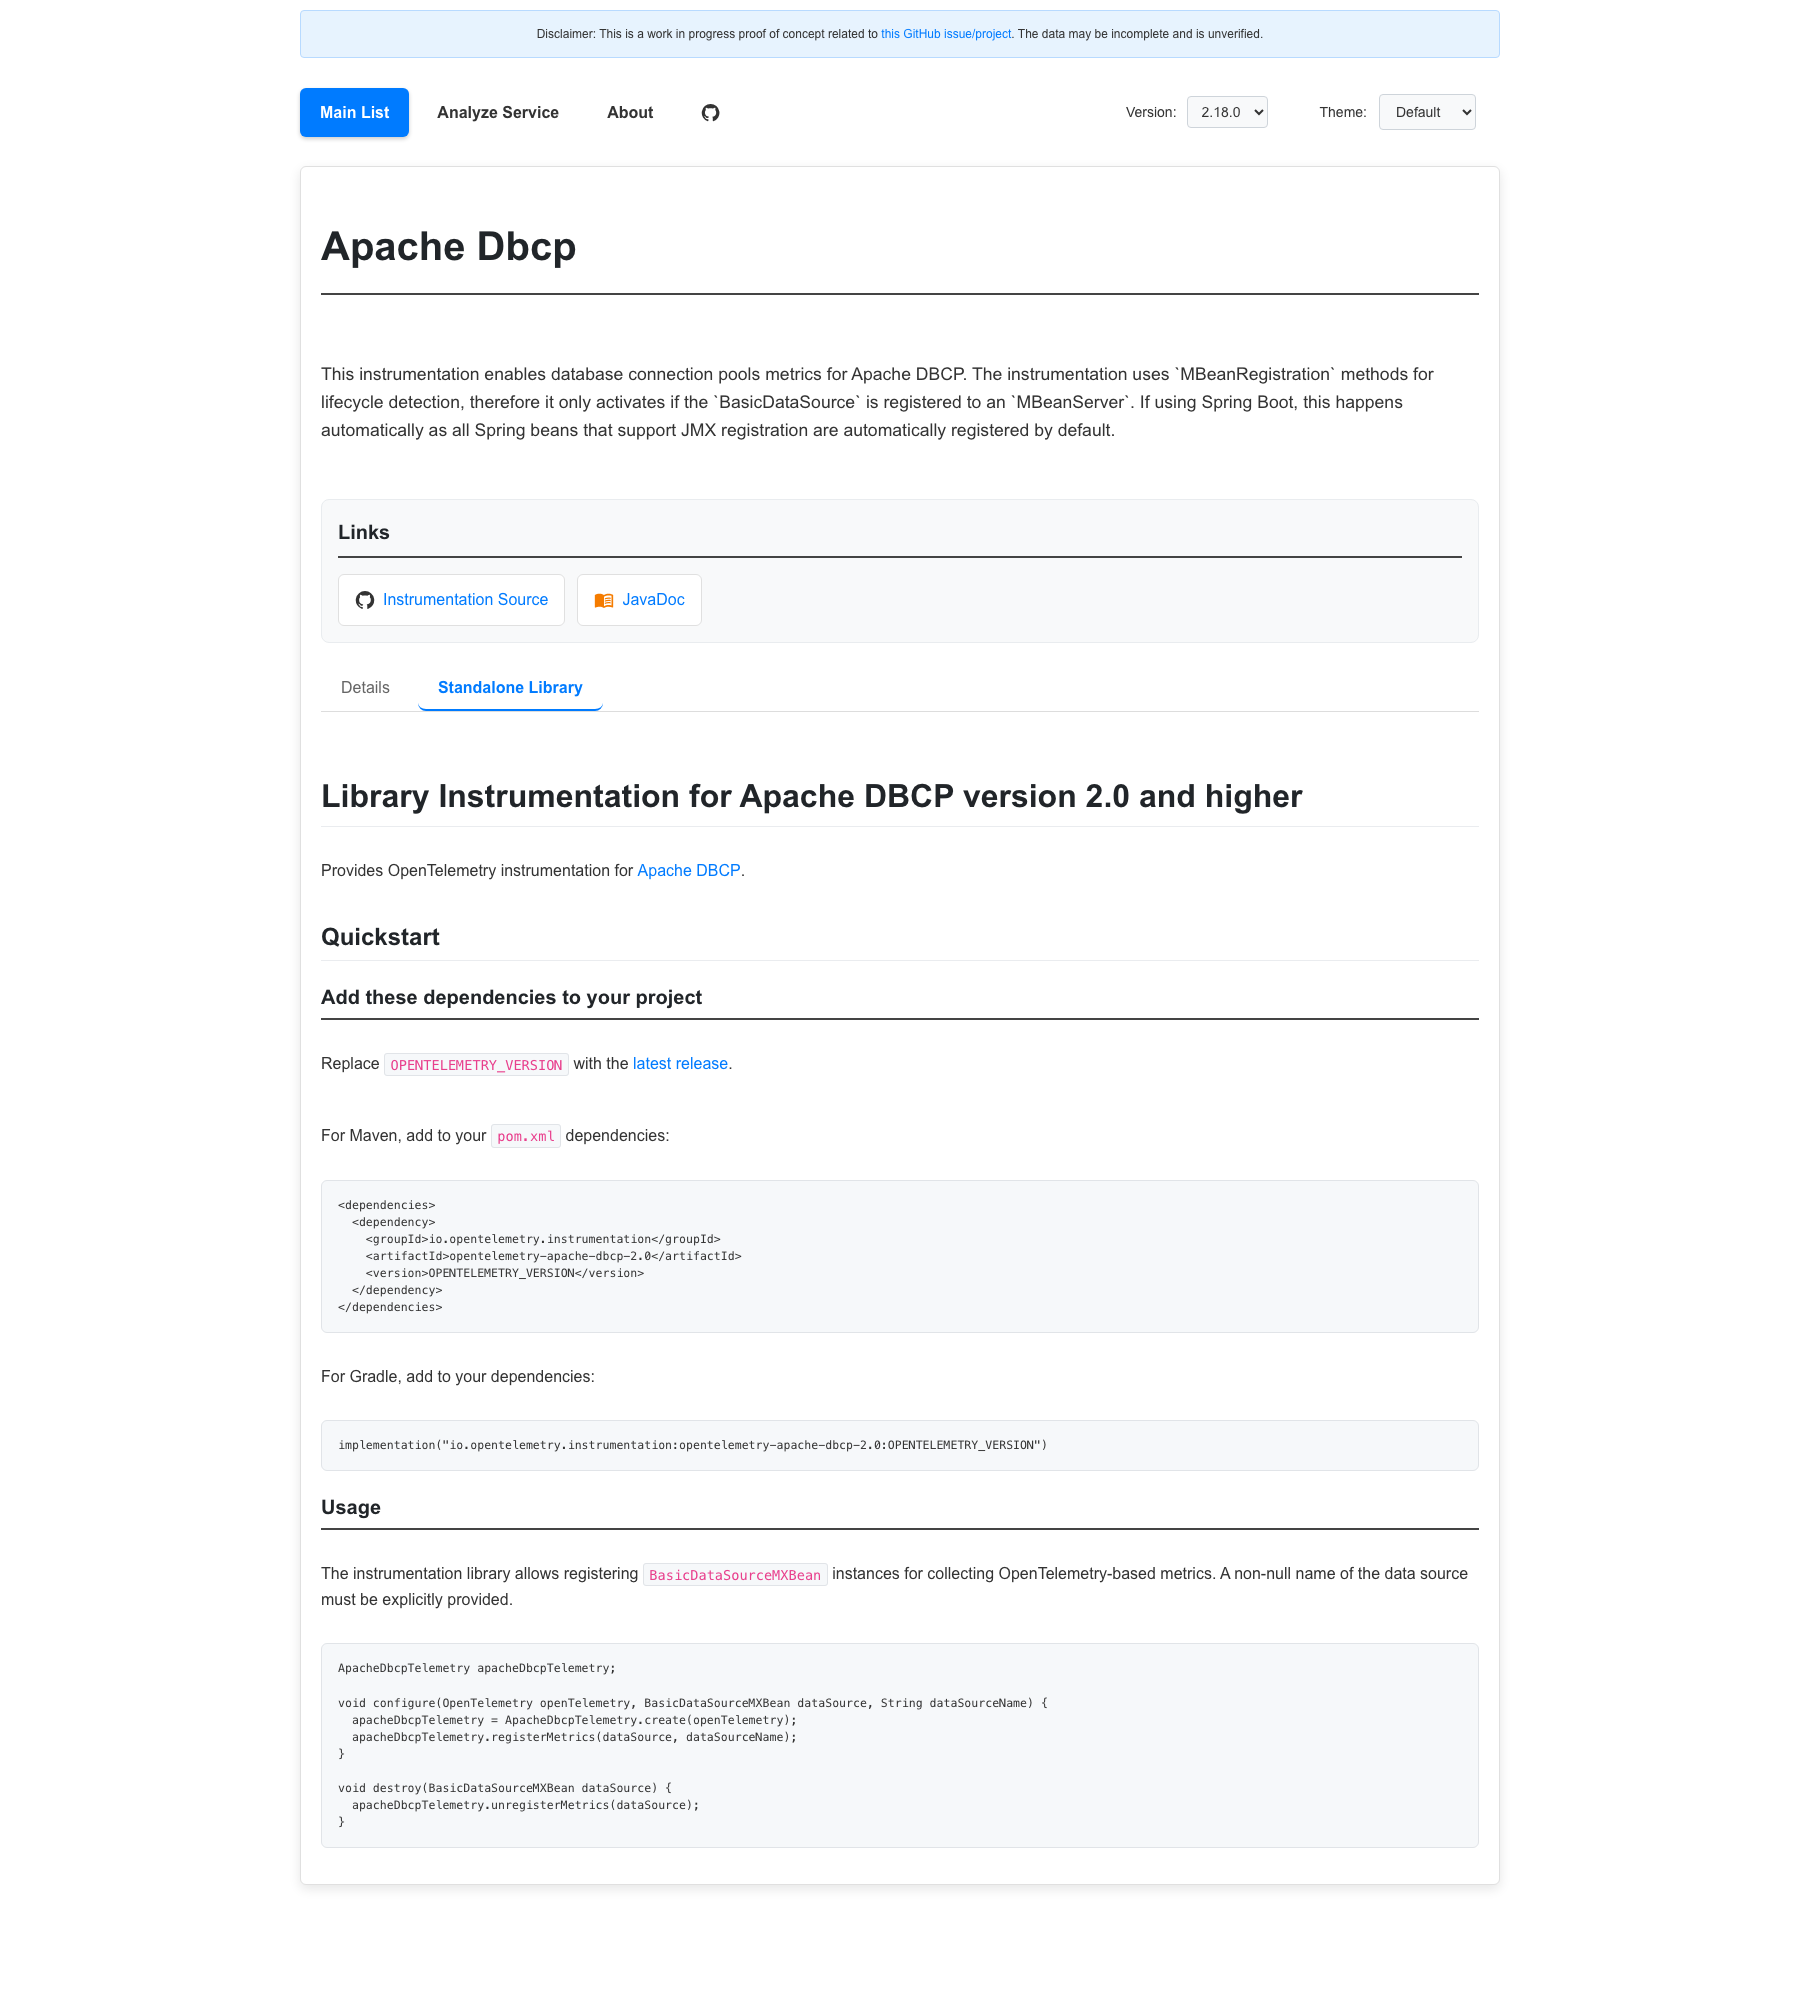 Disclaimer: This is a work in progress proof of concept related to this GitHub issue/project. The data may be incomplete and is unverified.
Main List
Analyze Service
About
Version:
2.18.0
Theme:
Default
Apache Dbcp
This instrumentation enables database connection pools metrics for Apache DBCP. The instrumentation uses `MBeanRegistration` methods for
lifecycle detection, therefore it only activates if the `BasicDataSource` is registered to an `MBeanServer`. If using Spring Boot, this happens
automatically as all Spring beans that support JMX registration are automatically registered by default.
Links
Instrumentation Source
JavaDoc
Details
Standalone Library
Library Instrumentation for Apache DBCP version 2.0 and higher
Provides OpenTelemetry instrumentation for Apache DBCP.
Quickstart
Add these dependencies to your project
Replace OPENTELEMETRY_VERSION with the latest release.
For Maven, add to your pom.xml dependencies:
<dependencies>
  <dependency>
    <groupId>io.opentelemetry.instrumentation</groupId>
    <artifactId>opentelemetry-apache-dbcp-2.0</artifactId>
    <version>OPENTELEMETRY_VERSION</version>
  </dependency>
</dependencies>
For Gradle, add to your dependencies:
implementation("io.opentelemetry.instrumentation:opentelemetry-apache-dbcp-2.0:OPENTELEMETRY_VERSION")
Usage
The instrumentation library allows registering BasicDataSourceMXBean instances for collecting OpenTelemetry-based metrics. A non-null name of the data source
must be explicitly provided.
ApacheDbcpTelemetry apacheDbcpTelemetry;
void configure(OpenTelemetry openTelemetry, BasicDataSourceMXBean dataSource, String dataSourceName) {
  apacheDbcpTelemetry = ApacheDbcpTelemetry.create(openTelemetry);
  apacheDbcpTelemetry.registerMetrics(dataSource, dataSourceName);
}
void destroy(BasicDataSourceMXBean dataSource) {
  apacheDbcpTelemetry.unregisterMetrics(dataSource);
}